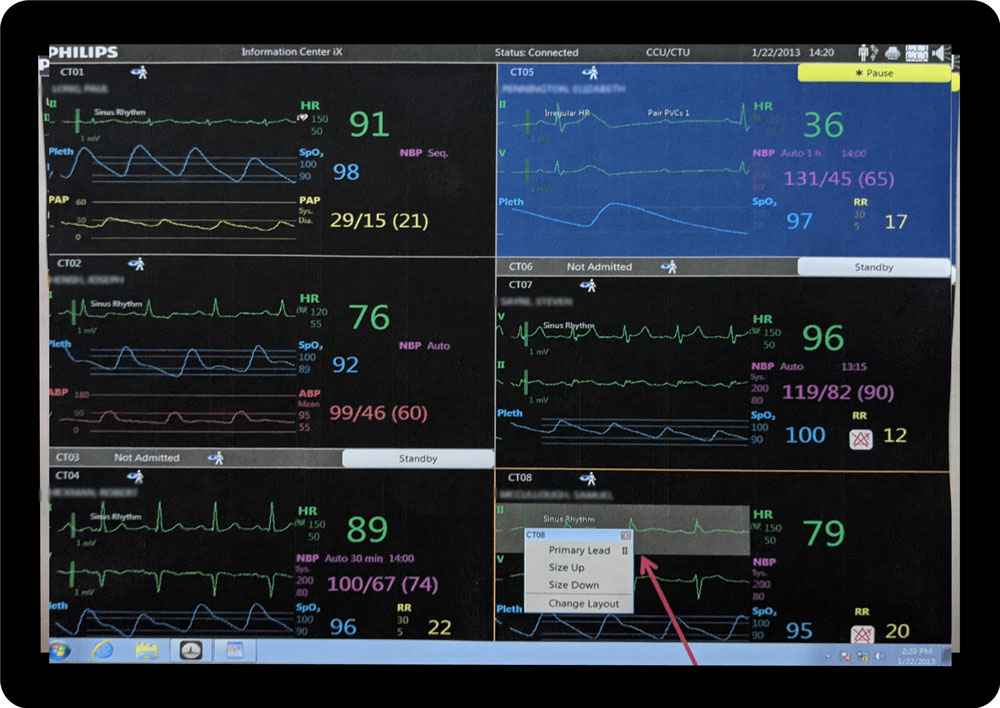 PHILIPS Information Center iX Status: Connected CCU/CTU 1/22/2013 14:20
CT01
II
Sinus Rhythm
1 mV
HR
150
50
91
Pleth
SpO₂
100
90
98
NBP Seq.
PAP
60
30
0
PAP
Sys.
Dia.
29/15 (21)
CT02
Sinus Rhythm
1 mV
HR
120
55
76
Pleth
SpO₂
100
89
92
NBP Auto
ABP
180
90
0
ABP
Mean
95
55
99/46 (60)
CT03 Not Admitted Standby
CT04
II
Sinus Rhythm
1 mV
HR
150
50
89
V
1 mV
NBP Auto 30 min 14:00
Sys.
200
80
100/67 (74)
Pleth
SpO₂
100
90
96
RR
30
5
22
CT05
* Pause
II
Irregular HR Pair PVCs 1
HR
36
V
NBP Auto 1 h 14:00
131/45 (65)
Pleth
SpO₂
97
RR
30
5
17
CT06 Not Admitted Standby
CT07
V
Sinus Rhythm
1 mV
HR
150
50
96
II
1 mV
NBP Auto 13:15
Sys.
200
80
119/82 (90)
Pleth
SpO₂
100
90
100
RR
12
CT08
II
Sinus Rhythm
HR
150
50
79
CT08
Primary Lead II
Size Up
Size Down
Change Layout
V
NBP
Sys.
200
80
Pleth
SpO₂
100
90
95
RR
20
2:20 PM
1/22/2013